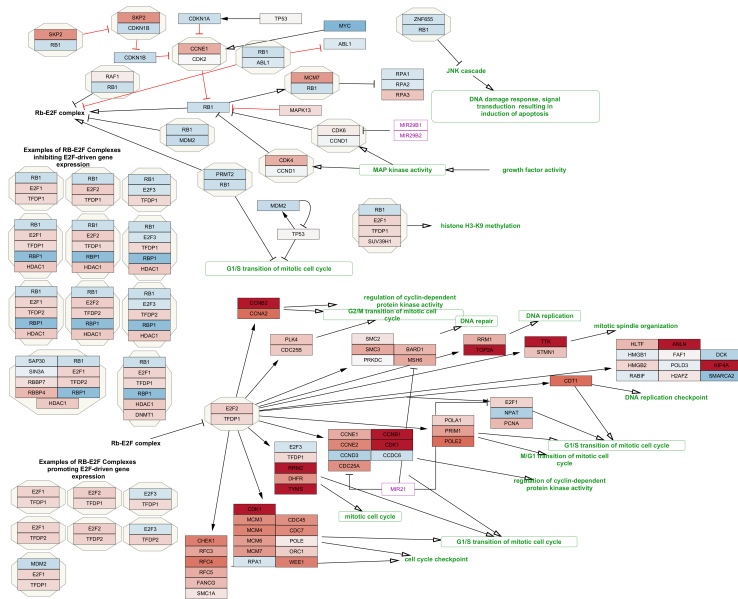 SKP2
CDKN1B
SKP2
RB1
CDKN1B
CDKN1A
TP53
CCNE1
CDK2
MYC
RB1
ABL1
ABL1
ZNF655
RB1
JNK cascade
DNA damage response, signal
transduction resulting in
induction of apoptosis
RAF1
RB1
MCM7
RB1
RPA1
RPA2
RPA3
Rb-E2F complex
RB1
MAPK13
RB1
MDM2
CDK6
CCND1
MIR29B1
MIR29B2
CDK4
CCND1
MAP kinase activity
growth factor activity
PRMT2
RB1
MDM2
TP53
G1/S transition of mitotic cell cycle
RB1
E2F1
TFDP1
SUV39H1
histone H3-K9 methylation
Examples of RB-E2F Complexes
inhibiting E2F-driven gene
expression
RB1
E2F1
TFDP1
RB1
E2F2
TFDP1
RB1
E2F3
TFDP1
RB1
E2F1
TFDP1
RBP1
HDAC1
RB1
E2F2
TFDP1
RBP1
HDAC1
RB1
E2F3
TFDP1
RBP1
HDAC1
RB1
E2F1
TFDP2
RBP1
HDAC1
RB1
E2F2
TFDP2
RBP1
HDAC1
RB1
E2F3
TFDP2
RBP1
HDAC1
SAP30
RB1
SIN3A
E2F1
RBBP7
TFDP2
RBBP4
RBP1
HDAC1
RB1
E2F1
TFDP1
RBP1
HDAC1
DNMT1
Rb-E2F complex
E2F2
TFDP1
CCNB2
CCNA2
regulation of cyclin-dependent
protein kinase activity
G2/M transition of mitotic cell
cycle
PLK4
CDC25B
SMC2
SMC3
BARD1
PRKDC
MSH6
DNA repair
RRM1
TOP2A
DNA replication
TTK
STMN1
mitotic spindle organization
HLTF
ANLN
HMGB1
FAF1
DCK
HMGB2
POLD3
KIF4A
RABIF
H2AFZ
SMARCA2
CDT1
DNA replication checkpoint
E2F1
NPAT
PCNA
POLA1
PRIM1
POLE2
G1/S transition of mitotic cell cycle
M/G1 transition of mitotic cell
cycle
CCNE1
CCNB1
CCNE2
CDK1
CCND3
CCDC6
CDC25A
regulation of cyclin-dependent
protein kinase activity
E2F3
TFDP1
RRM2
DHFR
TYMS
MIR21
mitotic cell cycle
CDK1
MCM3
CDC45
MCM4
CDC7
MCM6
POLE
MCM7
ORC1
RPA1
WEE1
G1/S transition of mitotic cell cycle
cell cycle checkpoint
CHEK1
RFC3
RFC4
RFC5
FANCG
SMC1A
Examples of RB-E2F Complexes
promoting E2F-driven gene
expression
E2F1
TFDP1
E2F2
TFDP1
E2F3
TFDP1
E2F1
TFDP2
E2F2
TFDP2
E2F3
TFDP2
MDM2
E2F1
TFDP1